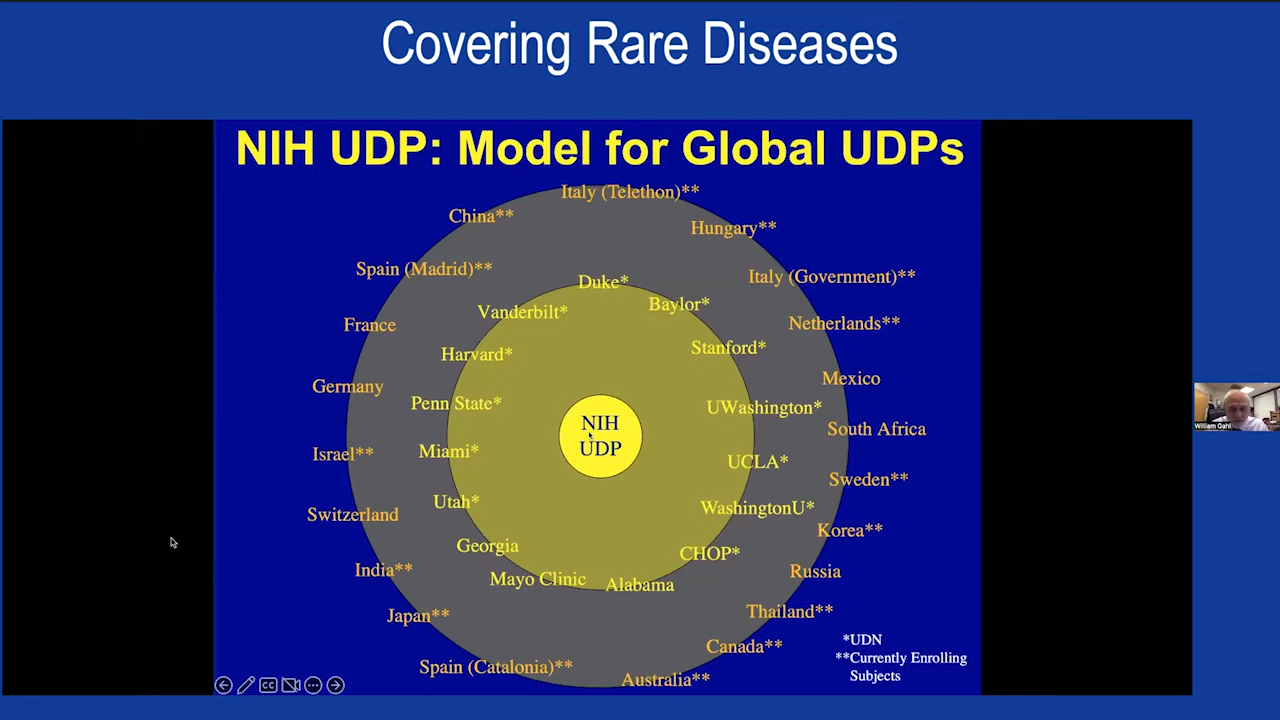 Covering Rare Diseases
NIH UDP: Model for Global UDPs
Italy (Telethon)**
China**
Hungary**
Spain (Madrid)**
Italy (Government)**
Duke*
Vanderbilt*
Baylor*
France
Netherlands**
Harvard*
Stanford*
Germany
Mexico
Penn State*
UWashington*
NIH
UDP
South Africa
Miami*
Israel**
UCLA*
Sweden**
Utah*
WashingtonU*
Switzerland
Korea**
Georgia
CHOP*
India**
Mayo Clinic
Alabama
Russia
Japan**
Thailand**
Canada**
Spain (Catalonia)**
Australia**
*UDN
**Currently Enrolling
Subjects
CC
William Gahl